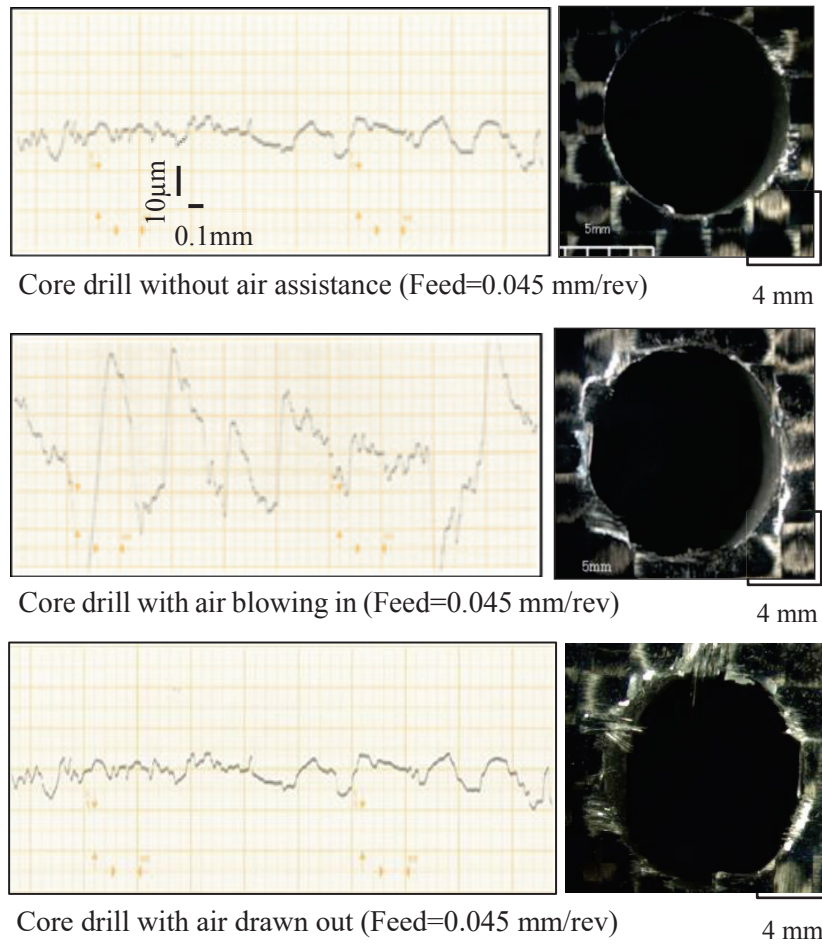 10μm
0.1mm
5mm
Core drill without air assistance (Feed=0.045 mm/rev)
4 mm
5mm
Core drill with air blowing in (Feed=0.045 mm/rev)
4 mm
Core drill with air drawn out (Feed=0.045 mm/rev)
4 mm